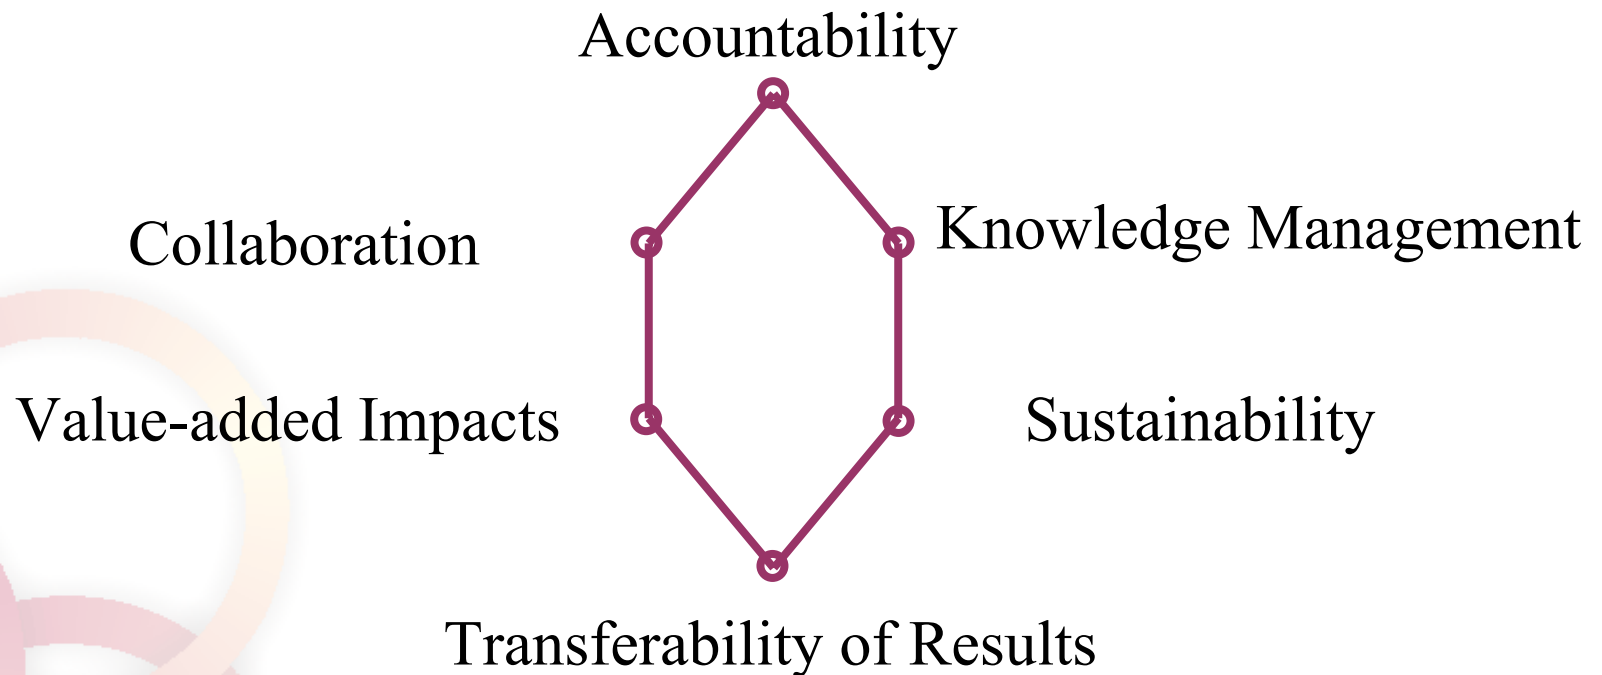 Accountability
Collaboration
Knowledge Management
Value-added Impacts
Sustainability
Transferability of Results